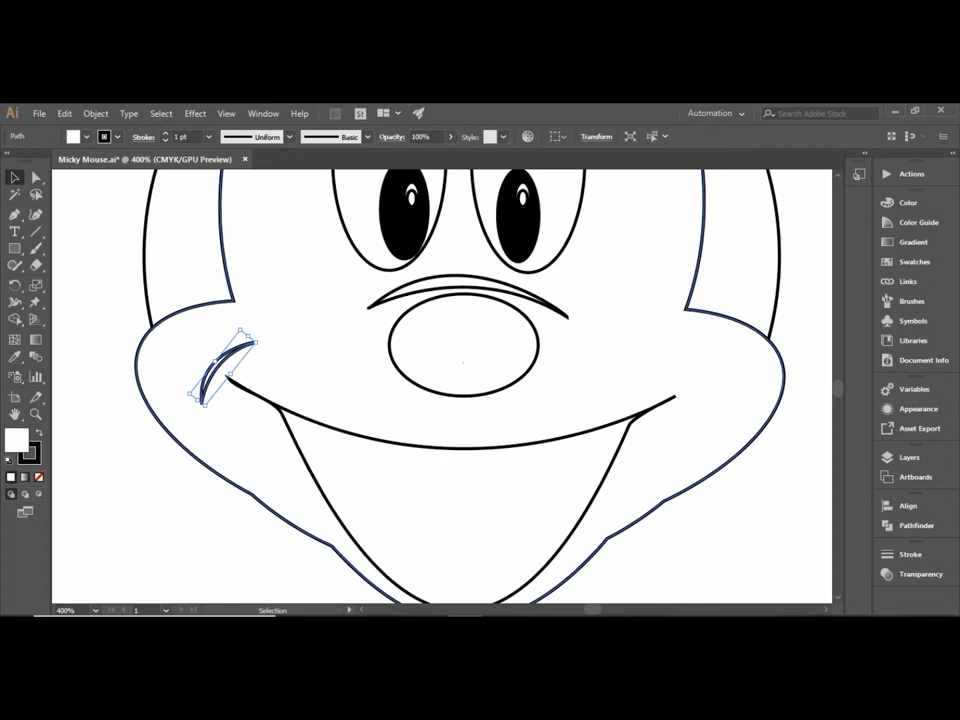 Ai File Edit Object Type Select Effect View Window Help Br St Automation Search Adobe Stock
Path Stroke: 1 pt Uniform Basic Opacity: 100% Style: Transform
Micky Mouse.ai* @ 400% (CMYK/GPU Preview)
Actions
Color
Color Guide
Gradient
Swatches
Links
Brushes
Symbols
Libraries
Document Info
Variables
Appearance
Asset Export
Layers
Artboards
Align
Pathfinder
Stroke
Transparency
400% 1 Selection